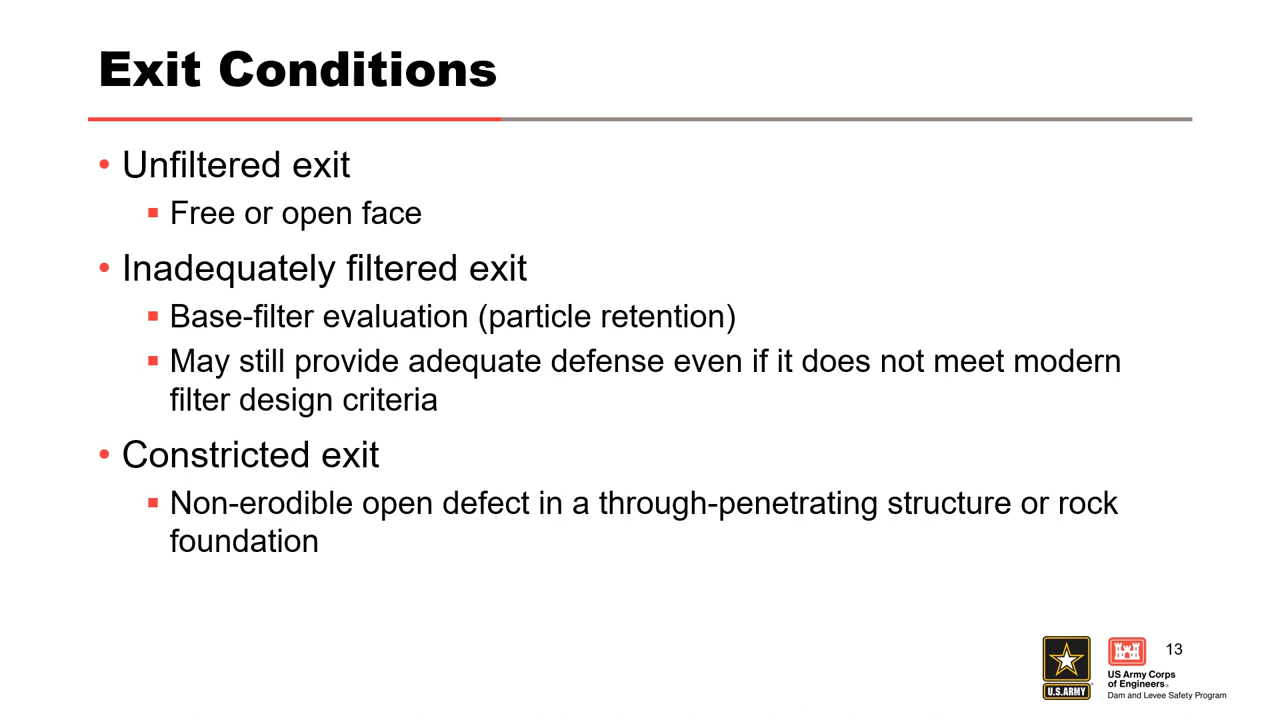 Exit Conditions
• Unfiltered exit
▪ Free or open face
• Inadequately filtered exit
▪ Base-filter evaluation (particle retention)
▪ May still provide adequate defense even if it does not meet modern
filter design criteria
• Constricted exit
▪ Non-erodible open defect in a through-penetrating structure or rock
foundation
13
U.S.ARMY
US Army Corps
of Engineers®
Dam and Levee Safety Program